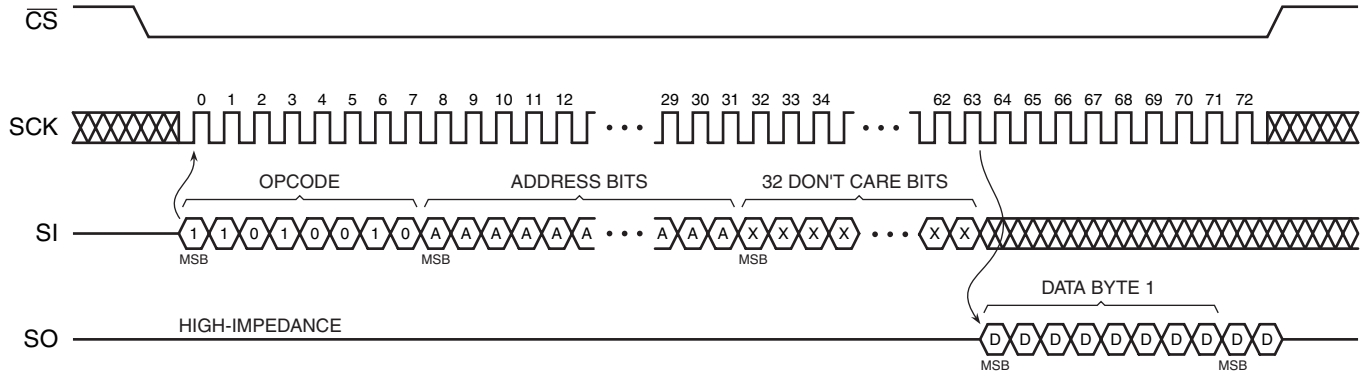 CS
0 1 2 3 4 5 6 7 8 9 10 11 12 29 30 31 32 33 34 62 63 64 65 66 67 68 69 70 71 72
SCK
OPCODE ADDRESS BITS 32 DON'T CARE BITS
SI 1 1 0 1 0 0 1 0 A A A A A A A A A X X X X X X
MSB MSB MSB
DATA BYTE 1
HIGH-IMPEDANCE
SO D D D D D D D D D D
MSB MSB